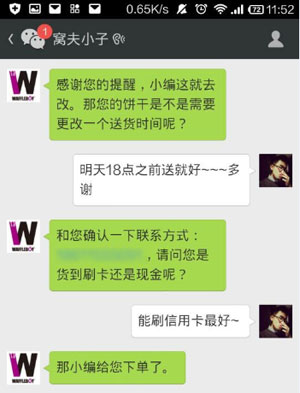 0.65K/s
72
11:52
1
窝夫小子
W
WAFFLEBOY
感谢您的提醒，小编这就去
改。那您的饼干是不是需要
更改一个送货时间呢？
明天18点之前送就好~~~多
谢
W
WAFFLEBOY
和您确认一下联系方式：
，请问您是
货到刷卡还是现金呢？
能刷信用卡最好~
W
WAFFLEBOY
那小编给您下单了。